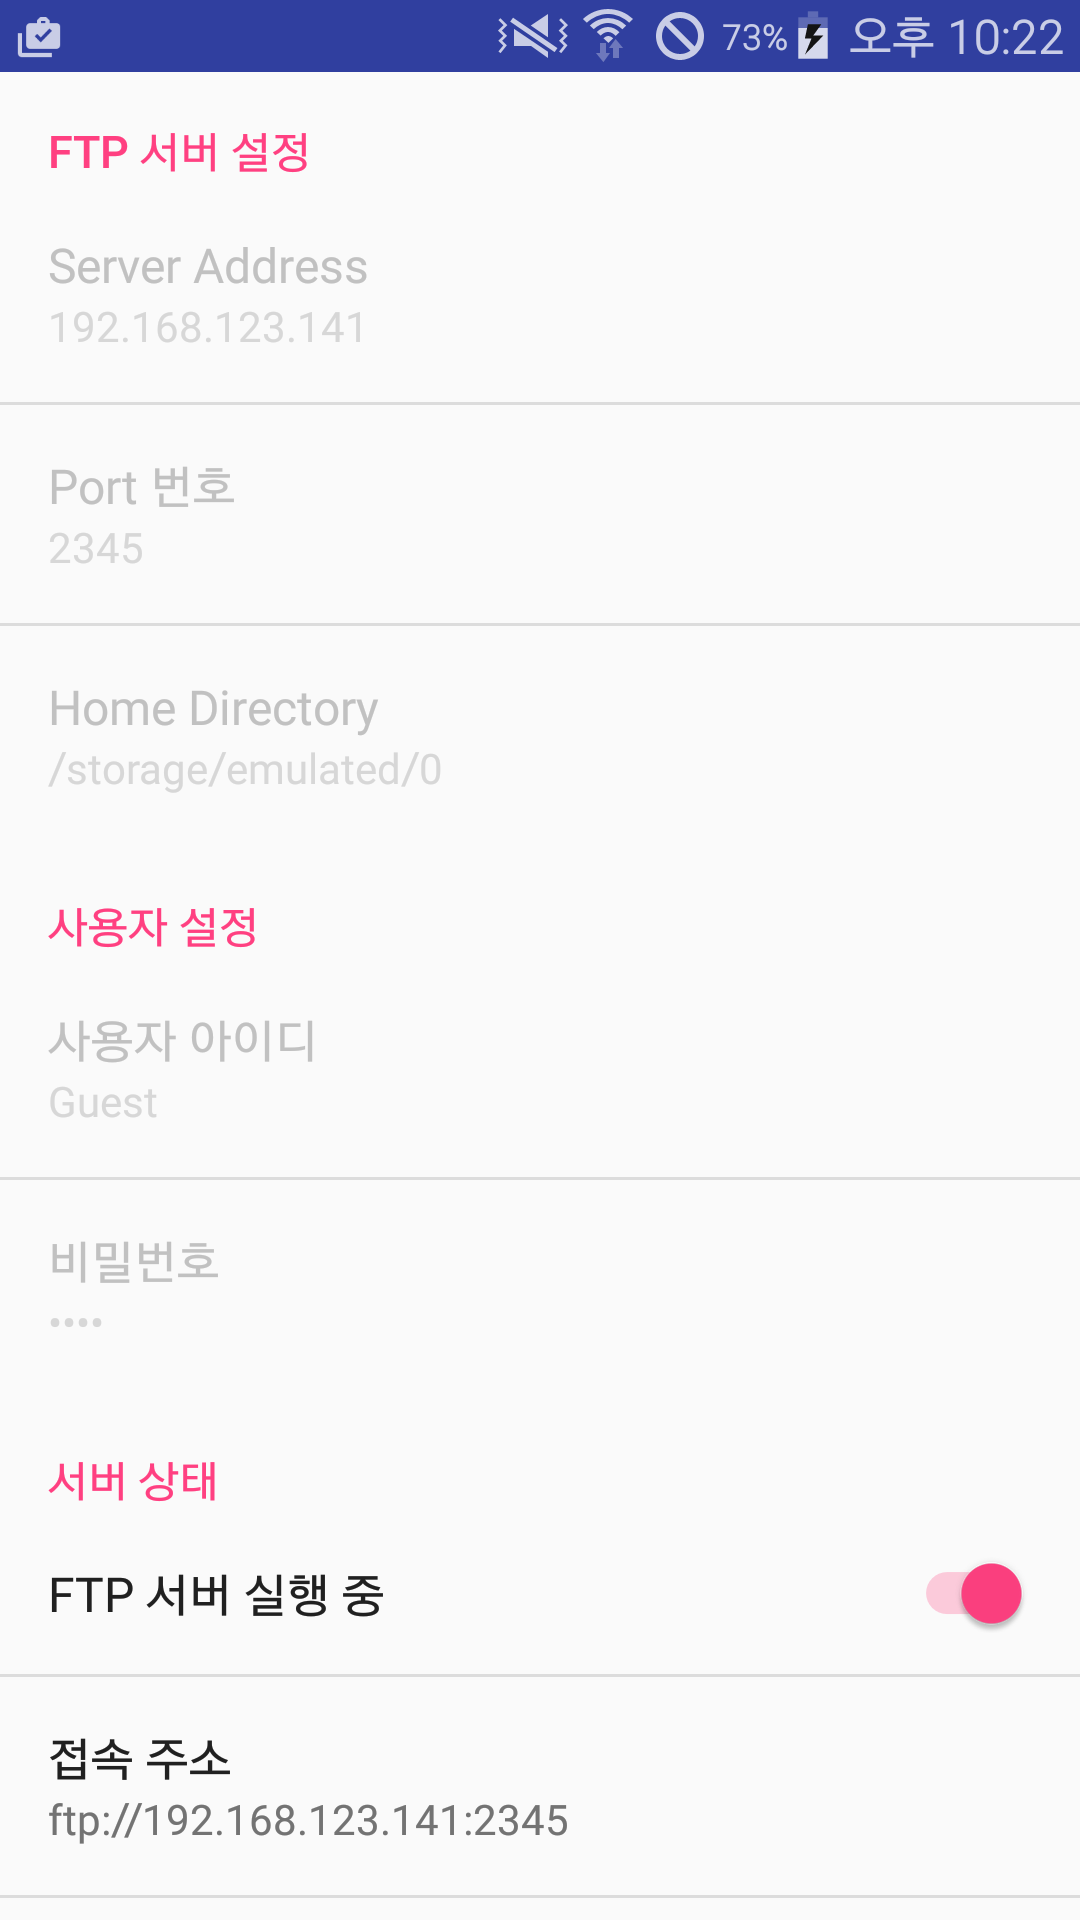 73% 오후 10:22
FTP 서버 설정
Server Address
192.168.123.141
Port 번호
2345
Home Directory
/storage/emulated/0
사용자 설정
사용자 아이디
Guest
비밀번호
••••
서버 상태
FTP 서버 실행 중
접속 주소
ftp://192.168.123.141:2345